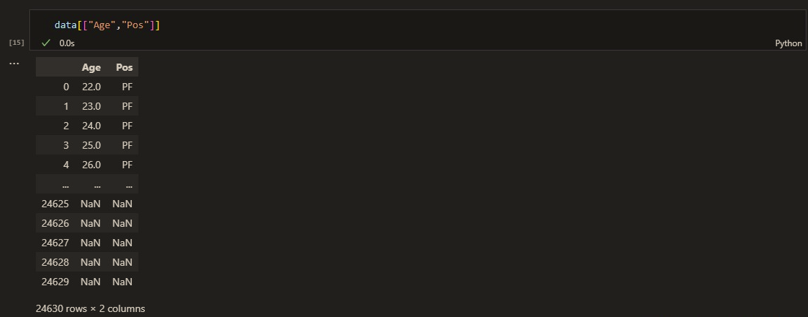 data[["Age","Pos"]]
[15] ✓ 0.0s Python
...
Age Pos
0 22.0 PF
1 23.0 PF
2 24.0 PF
3 25.0 PF
4 26.0 PF
... ... ...
24625 NaN NaN
24626 NaN NaN
24627 NaN NaN
24628 NaN NaN
24629 NaN NaN
24630 rows × 2 columns